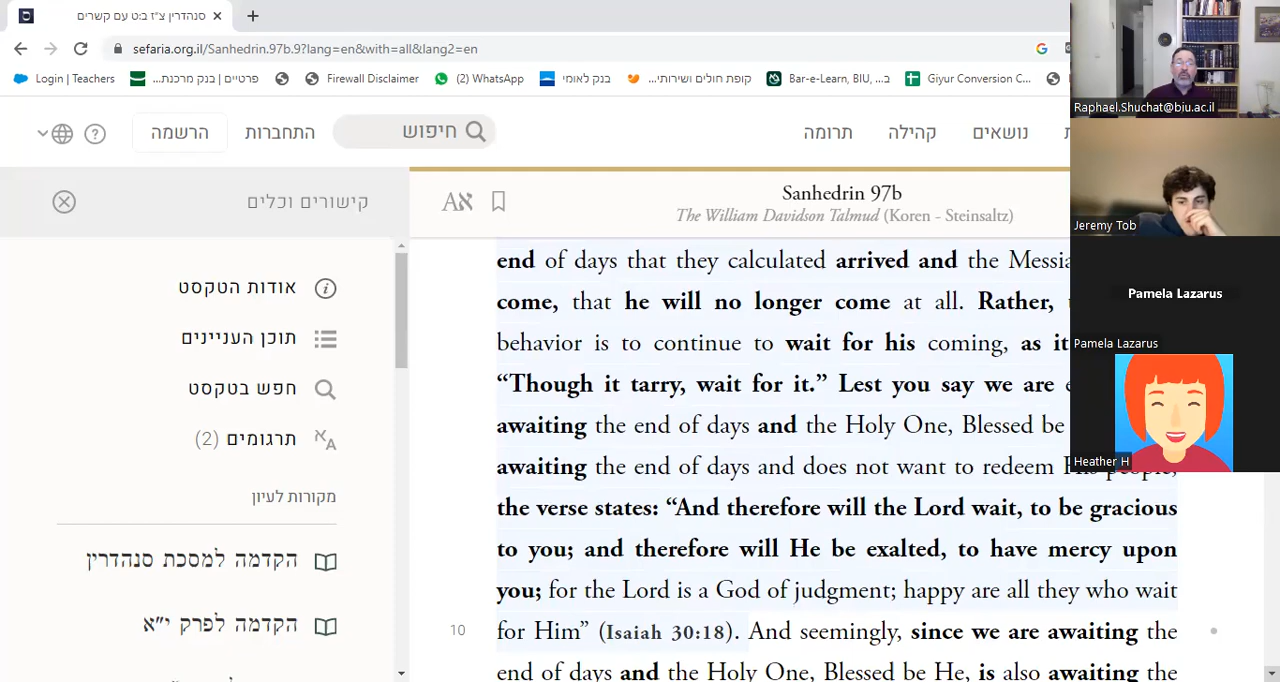 סנהדרין צ״ז ב:ט עם קשרים
sefaria.org.il/Sanhedrin.97b.9?lang=en&with=all&lang2=en
Login | Teachers
פרטיים | בנק מרכנת...
Firewall Disclaimer
(2) WhatsApp
בנק לאומי
קופת חולים ושירותי...
Bar-e-Learn, BIU, ...ב
Giyur Conversion C...
הרשמה
התחברות
חיפוש
תרומה
קהילה
נושאים
קישורים וכלים
אודות הטקסט
תוכן העניינים
חפש בטקסט
תרגומים (2)
מקורות לעיון
הקדמה למסכת סנהדרין
הקדמה לפרק י״א
Sanhedrin 97b
The William Davidson Talmud (Koren - Steinsaltz)
end of days that they calculated arrived and the Messia
come, that he will no longer come at all. Rather,
behavior is to continue to wait for his coming, as it
“Though it tarry, wait for it.” Lest you say we are
awaiting the end of days and the Holy One, Blessed be
awaiting the end of days and does not want to redeem His people,
the verse states: “And therefore will the Lord wait, to be gracious
to you; and therefore will He be exalted, to have mercy upon
you; for the Lord is a God of judgment; happy are all they who wait
for Him” (Isaiah 30:18). And seemingly, since we are awaiting the
10
end of days and the Holy One, Blessed be He, is also awaiting the
Raphael.Shuchat@biu.ac.il
Jeremy Tob
Pamela Lazarus
Pamela Lazarus
Heather H